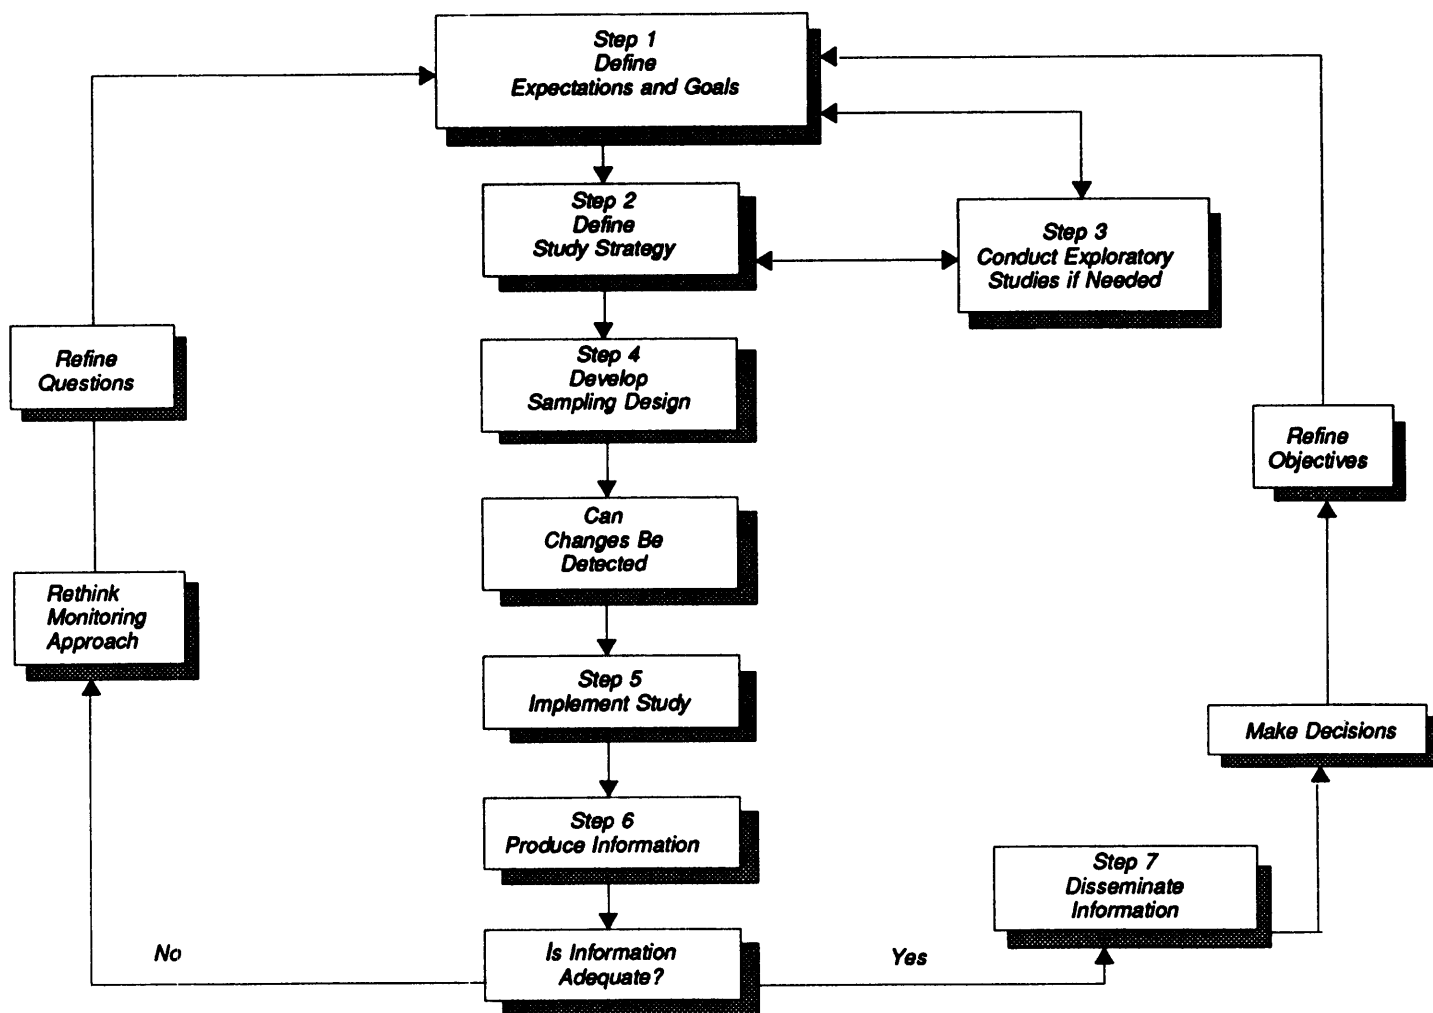 Step 1
Define
Expectations and Goals
Step 2
Define
Study Strategy
Step 3
Conduct Exploratory
Studies if Needed
Step 4
Develop
Sampling Design
Refine
Questions
Refine
Objectives
Can
Changes Be
Detected
Rethink
Monitoring
Approach
Step 5
Implement Study
Make Decisions
Step 6
Produce Information
Step 7
Disseminate
Information
No
Is Information
Adequate?
Yes